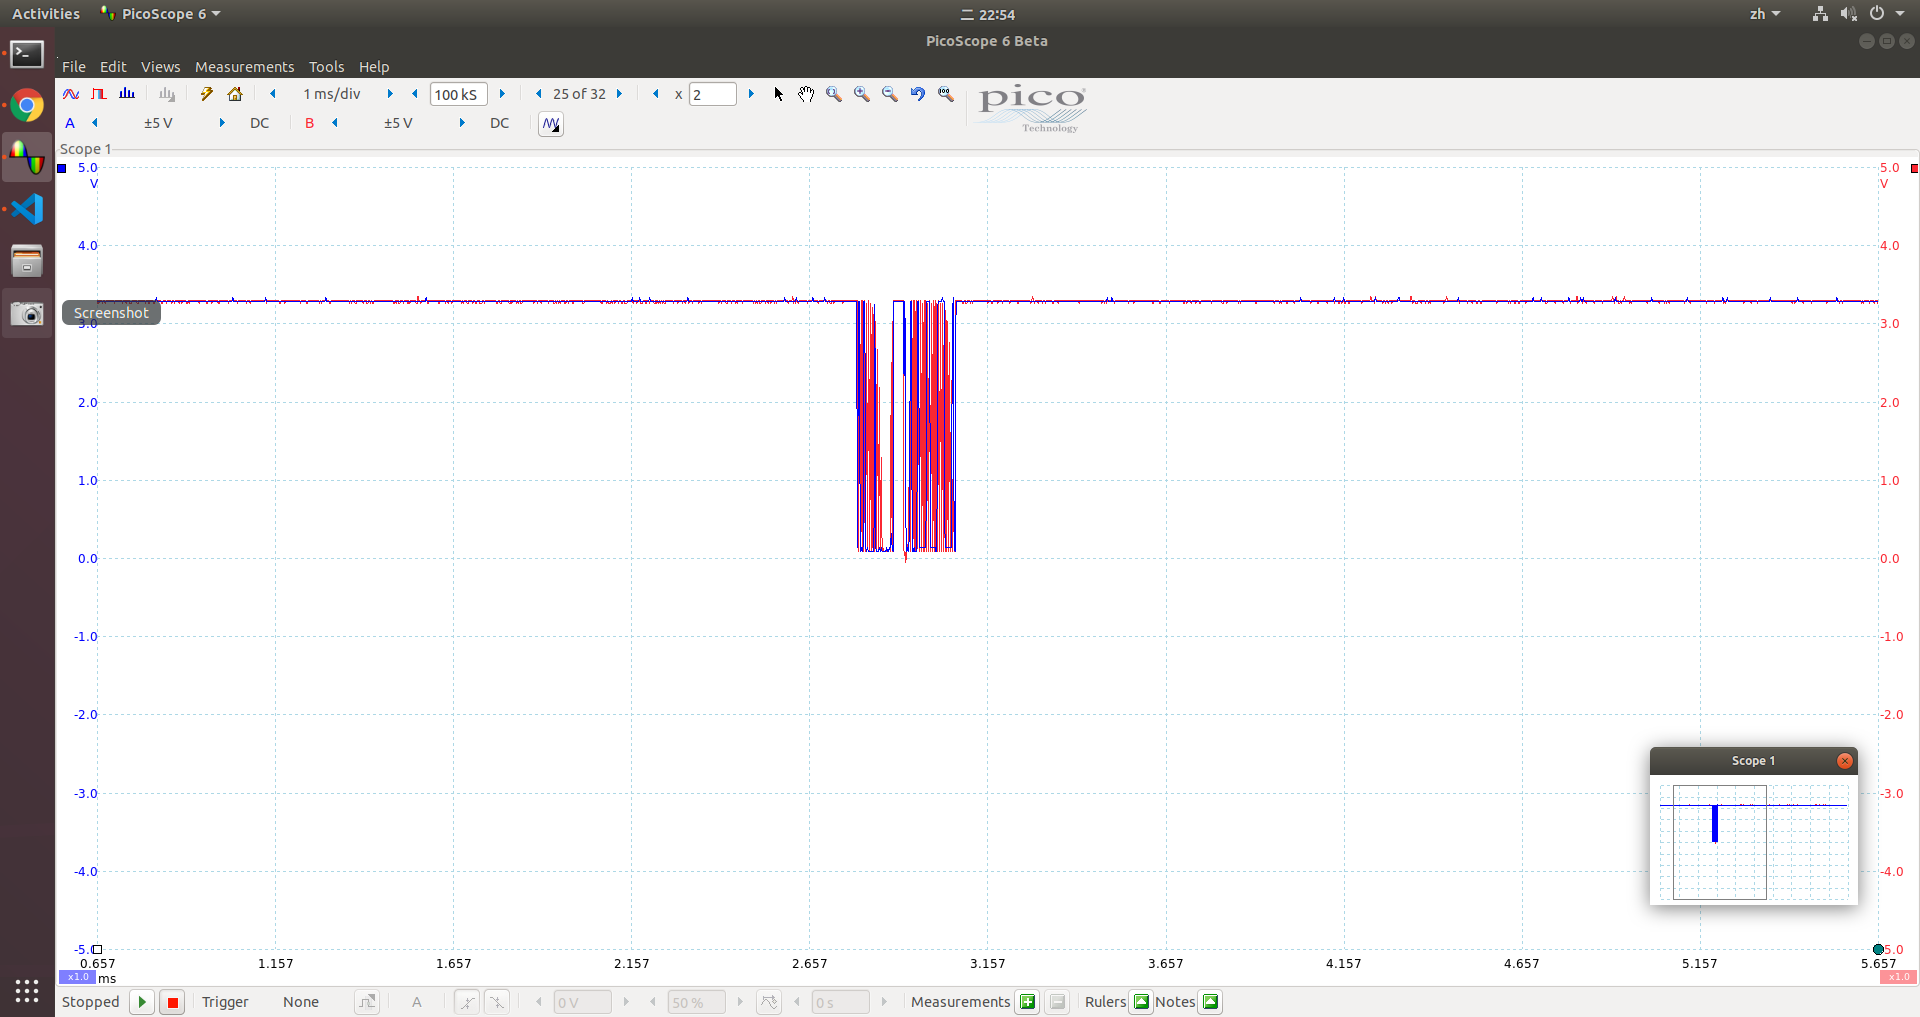 Activities PicoScope 6 二 22:54 zh
PicoScope 6 Beta
File Edit Views Measurements Tools Help
1 ms/div 100 kS 25 of 32 x 2
A ±5 V DC B ±5 V DC
pico
Technology
Scope 1
5.0 5.0
V V
4.0 4.0
Screenshot
3.0 3.0
2.0 2.0
1.0 1.0
0.0 0.0
-1.0 -1.0
-2.0 -2.0
Scope 1
-3.0 -3.0
-4.0 -4.0
-5.0 -5.0
0.657 1.157 1.657 2.157 2.657 3.157 3.657 4.157 4.657 5.157 5.657
x1.0 ms x1.0
Stopped Trigger None A 0 V 50 % 0 s Measurements Rulers Notes